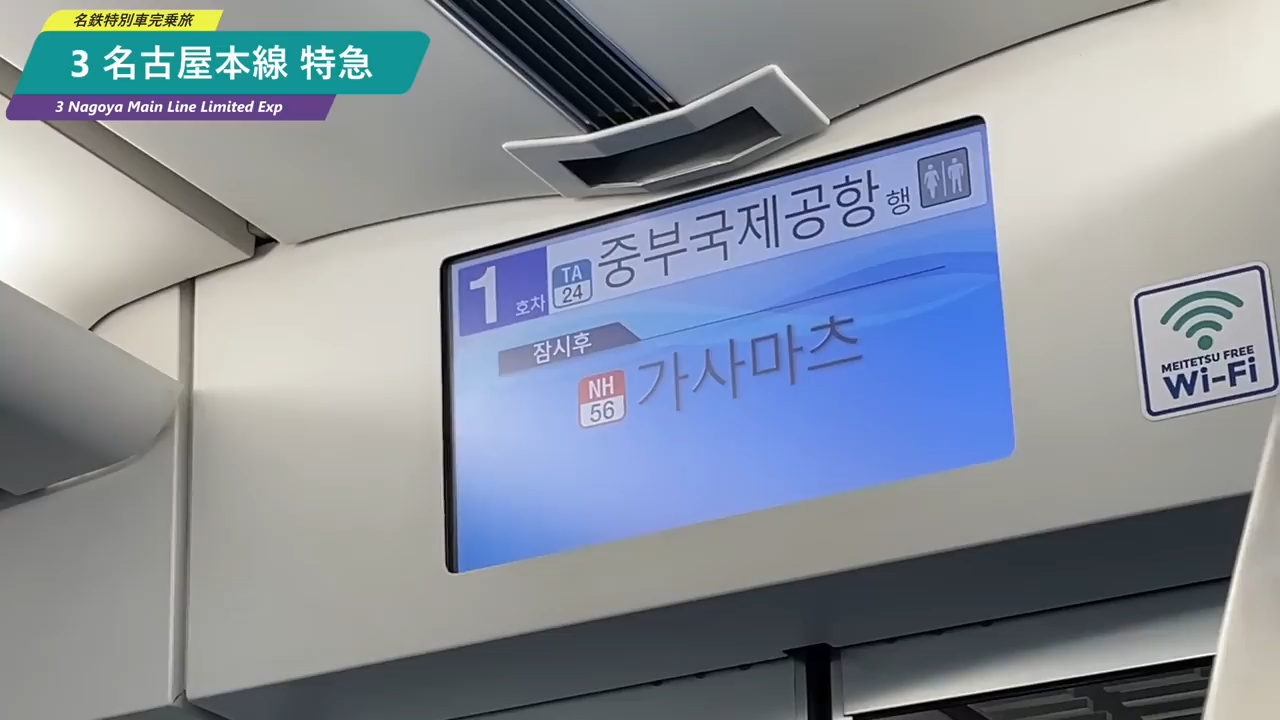 名鉄特別車完乗旅
3 名古屋本線 特急
3 Nagoya Main Line Limited Exp
1 호차 TA 24 중부국제공항 행
잠시후
NH 56 가사마츠
MEITETSU FREE
Wi-Fi